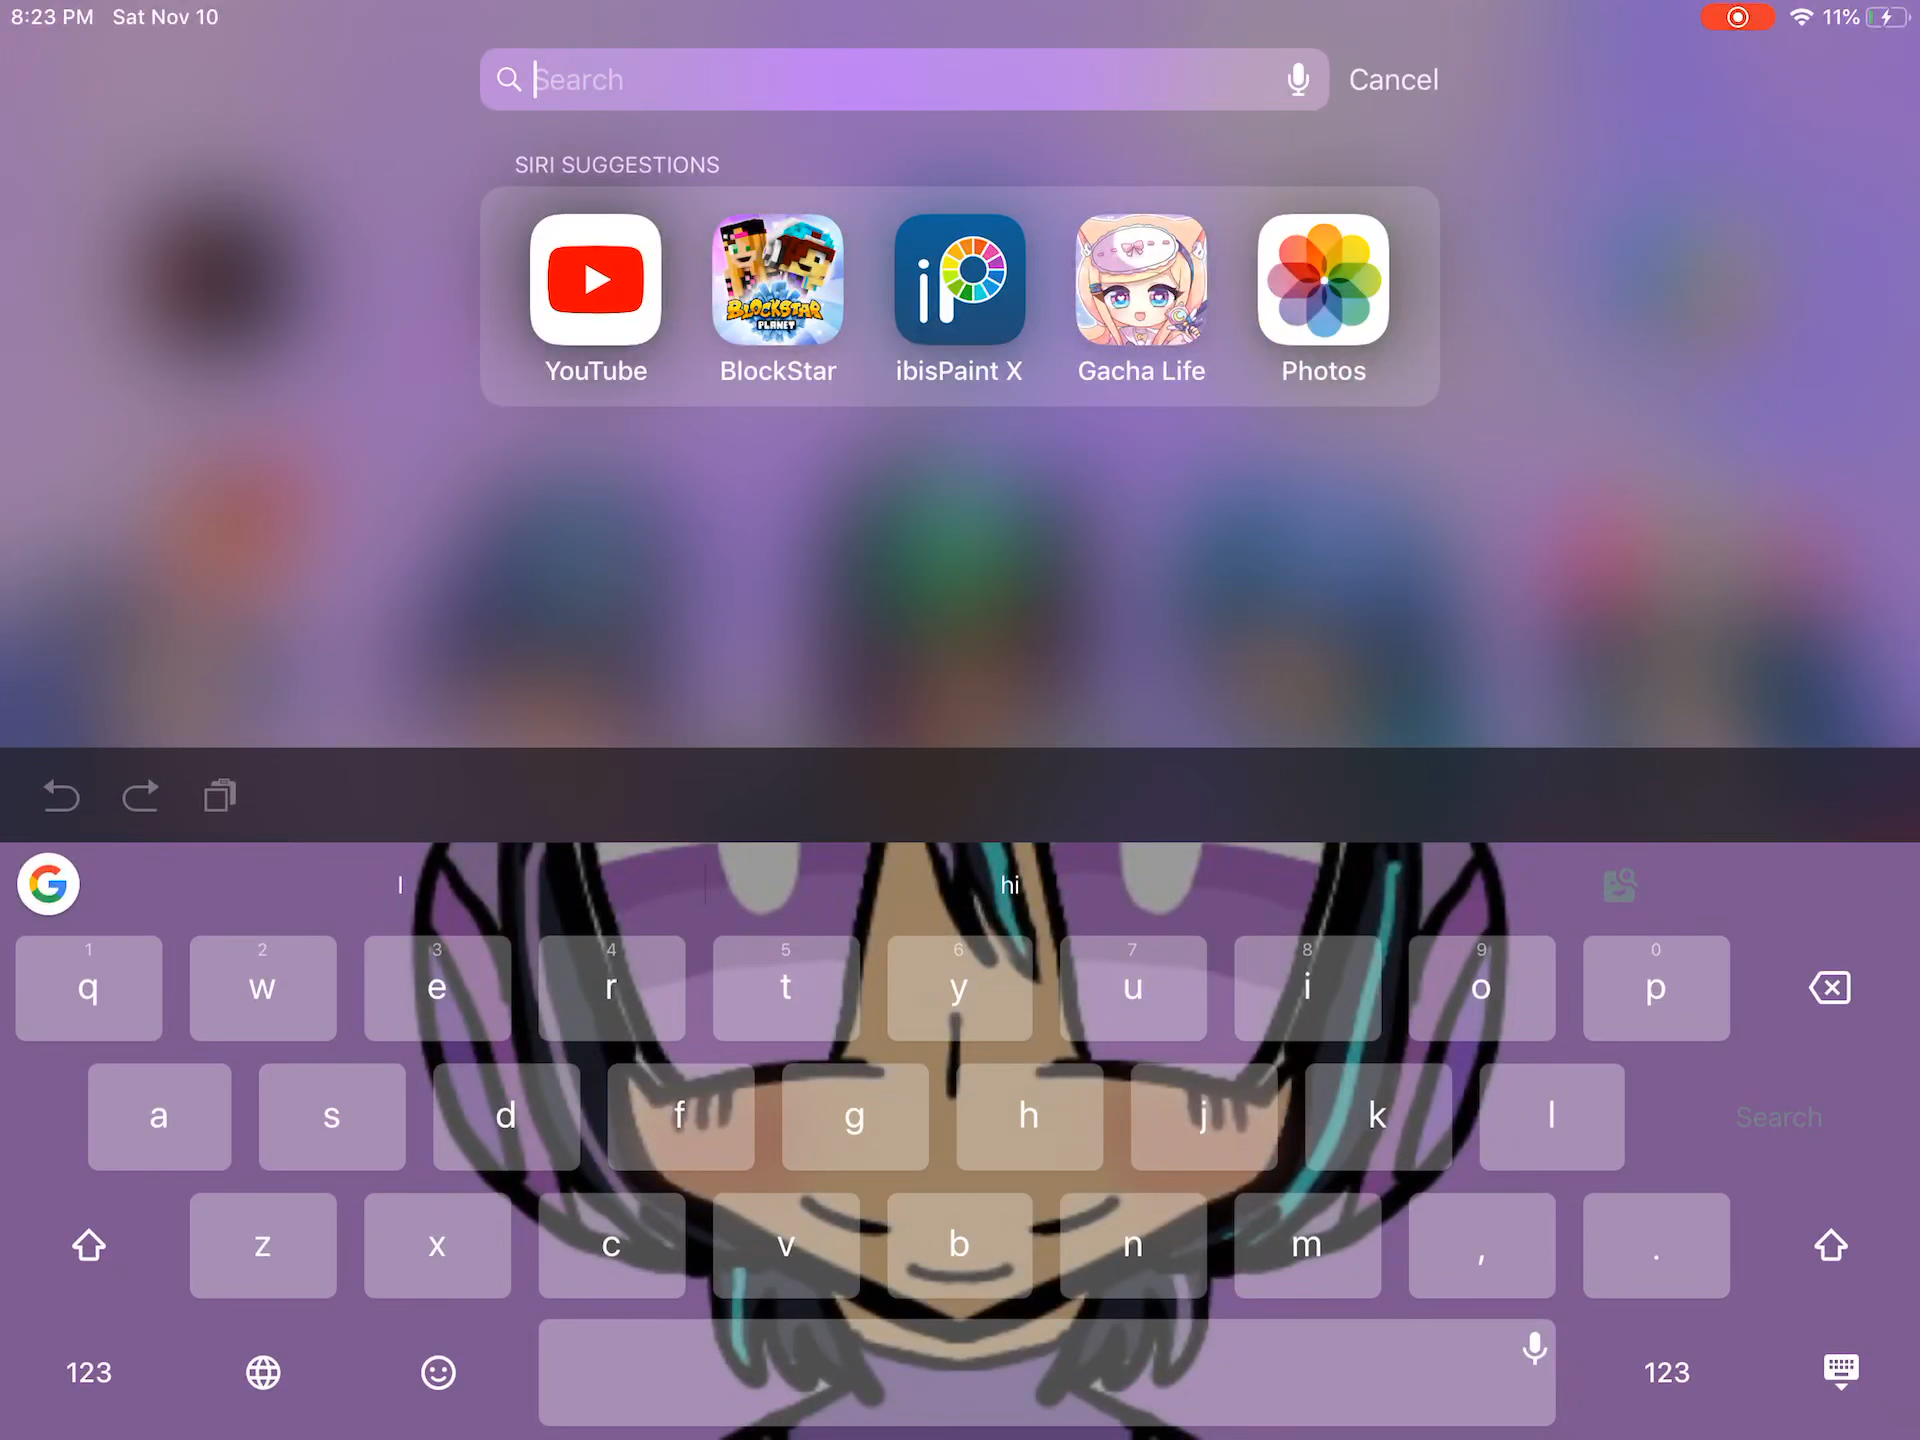 8:23 PM Sat Nov 10
11%
Search
Cancel
SIRI SUGGESTIONS
BLOCKSTAR
PLANET
iP
YouTube BlockStar ibisPaint X Gacha Life Photos
I hi
1 2 3 4 5 6 7 8 9 0
q w e r t y u i o p
a s d f g h j k l Search
z x c v b n m , .
123 123